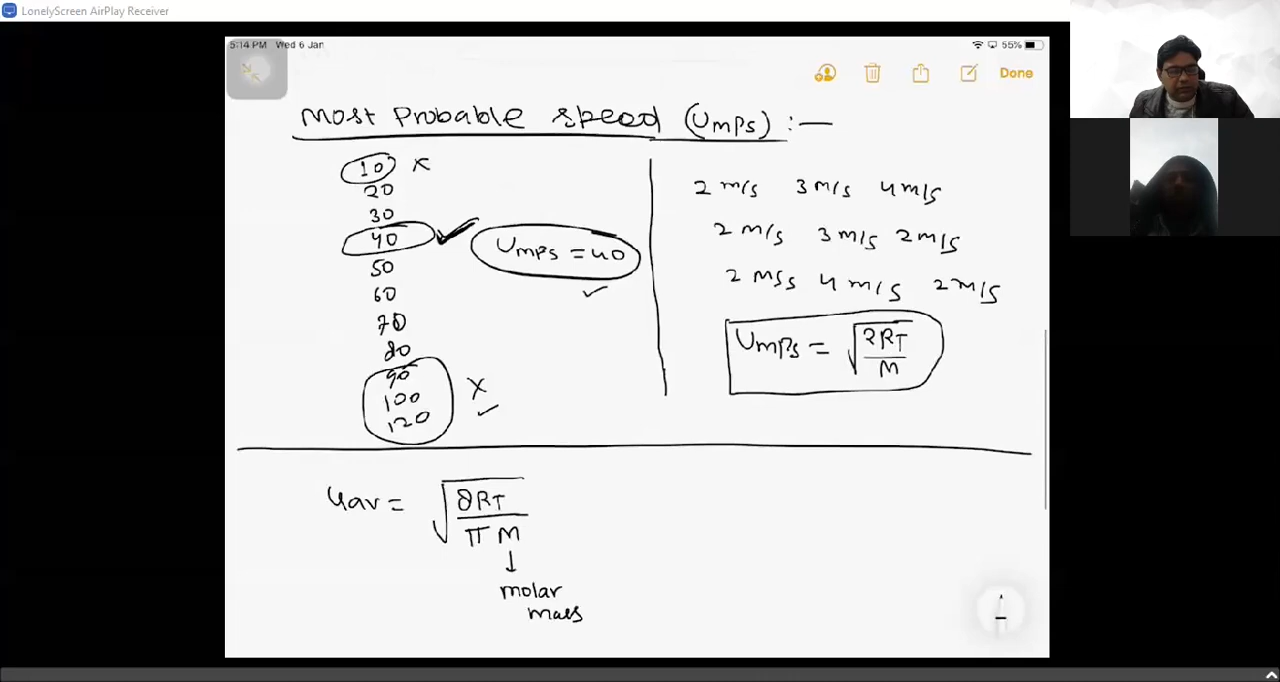 LonelyScreen AirPlay Receiver
5:14 PM Wed 6 Jan
55%
Done
Most Probable speed (Umps) :—
10 ×
20
30
40 ✓
Umps = 40 ✓
50
60
70
80
90
100 × ✓
120
2 m/s 3 m/s 4 m/s
2 m/s 3 m/s 2 m/s
2 m/s 4 m/s 2 m/s
Umps = √2RT/M
Uav = √8RT/πM
↓
molar
mass